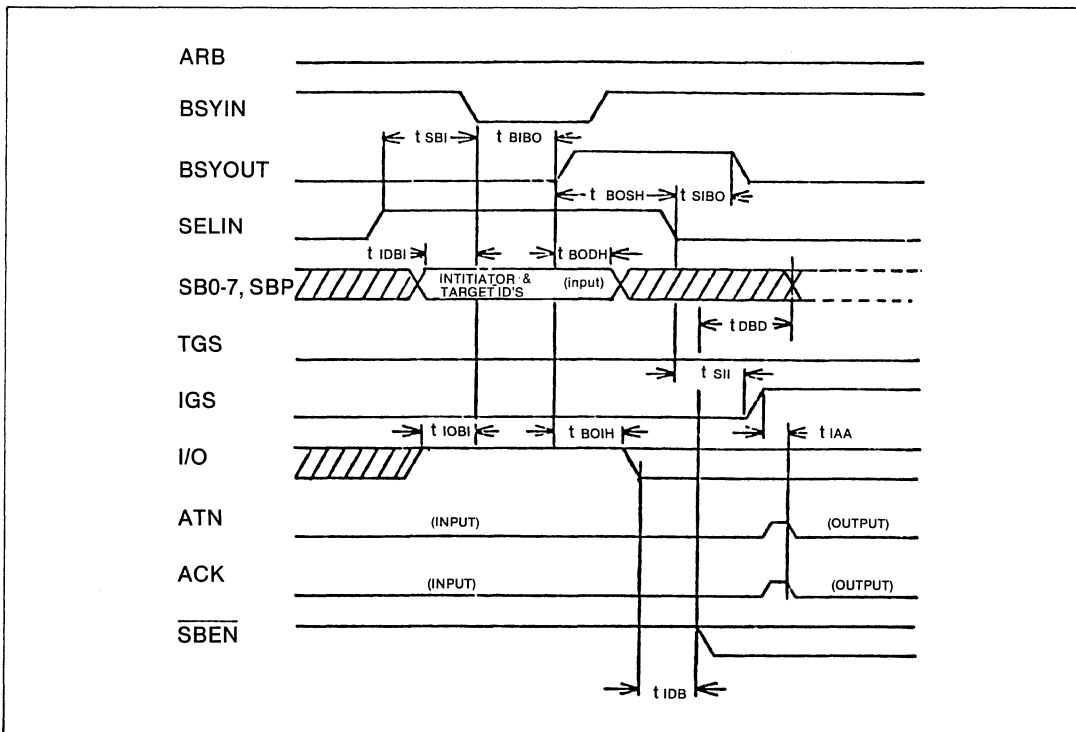 ARB
BSYIN
t SBI
t BIBO
BSYOUT
t BOSH
t SIBO
SELIN
t IDBI
t BODH
SB0-7, SBP
INTITIATOR &
TARGET ID'S
(input)
t DBD
TGS
t SII
IGS
t IOBI
t BOIH
t IAA
I/O
ATN
(INPUT)
(OUTPUT)
ACK
(INPUT)
(OUTPUT)
SBEN
t IDB